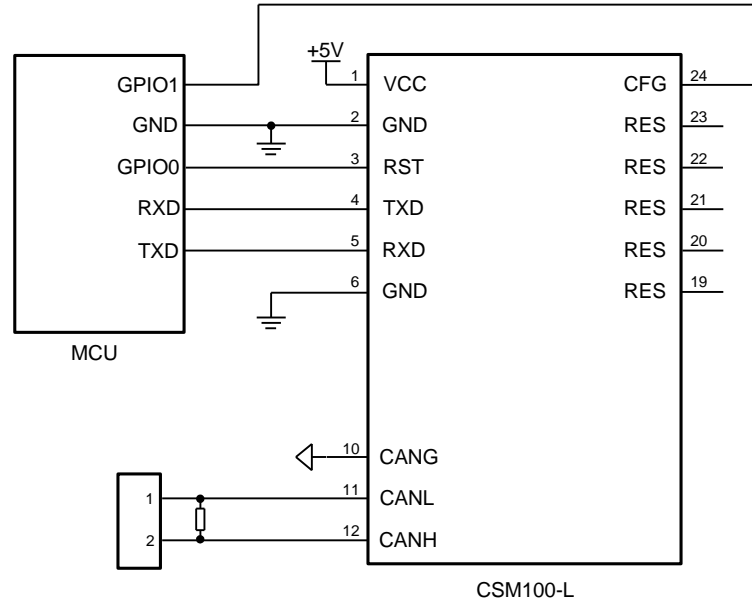 +5V
GPIO1
GND
GPIO0
RXD
TXD
MCU
1 VCC
2 GND
3 RST
4 TXD
5 RXD
6 GND
10 CANG
11 CANL
12 CANH
CFG 24
RES 23
RES 22
RES 21
RES 20
RES 19
1
2
CSM100-L